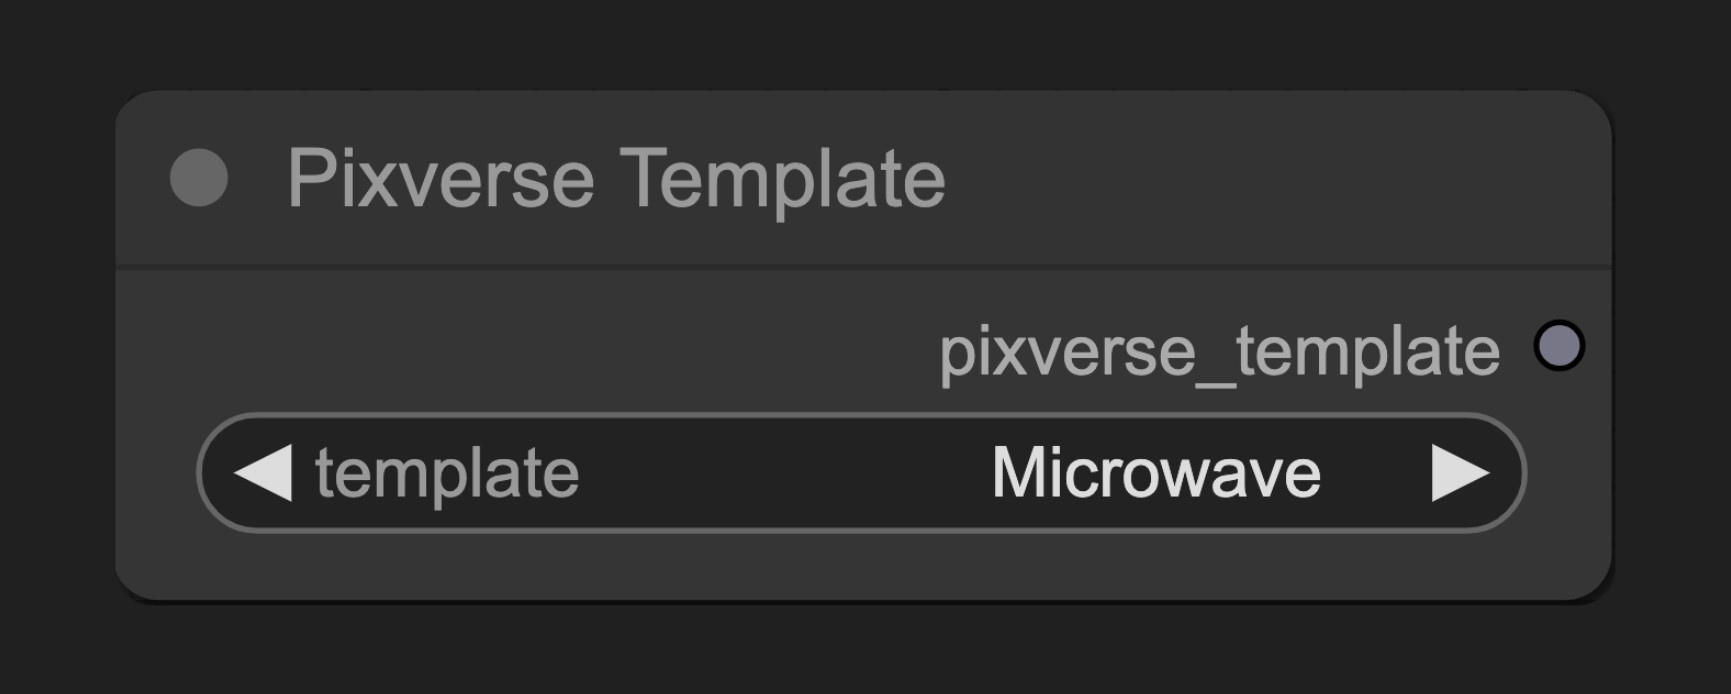 Pixverse Template
pixverse_template
template Microwave